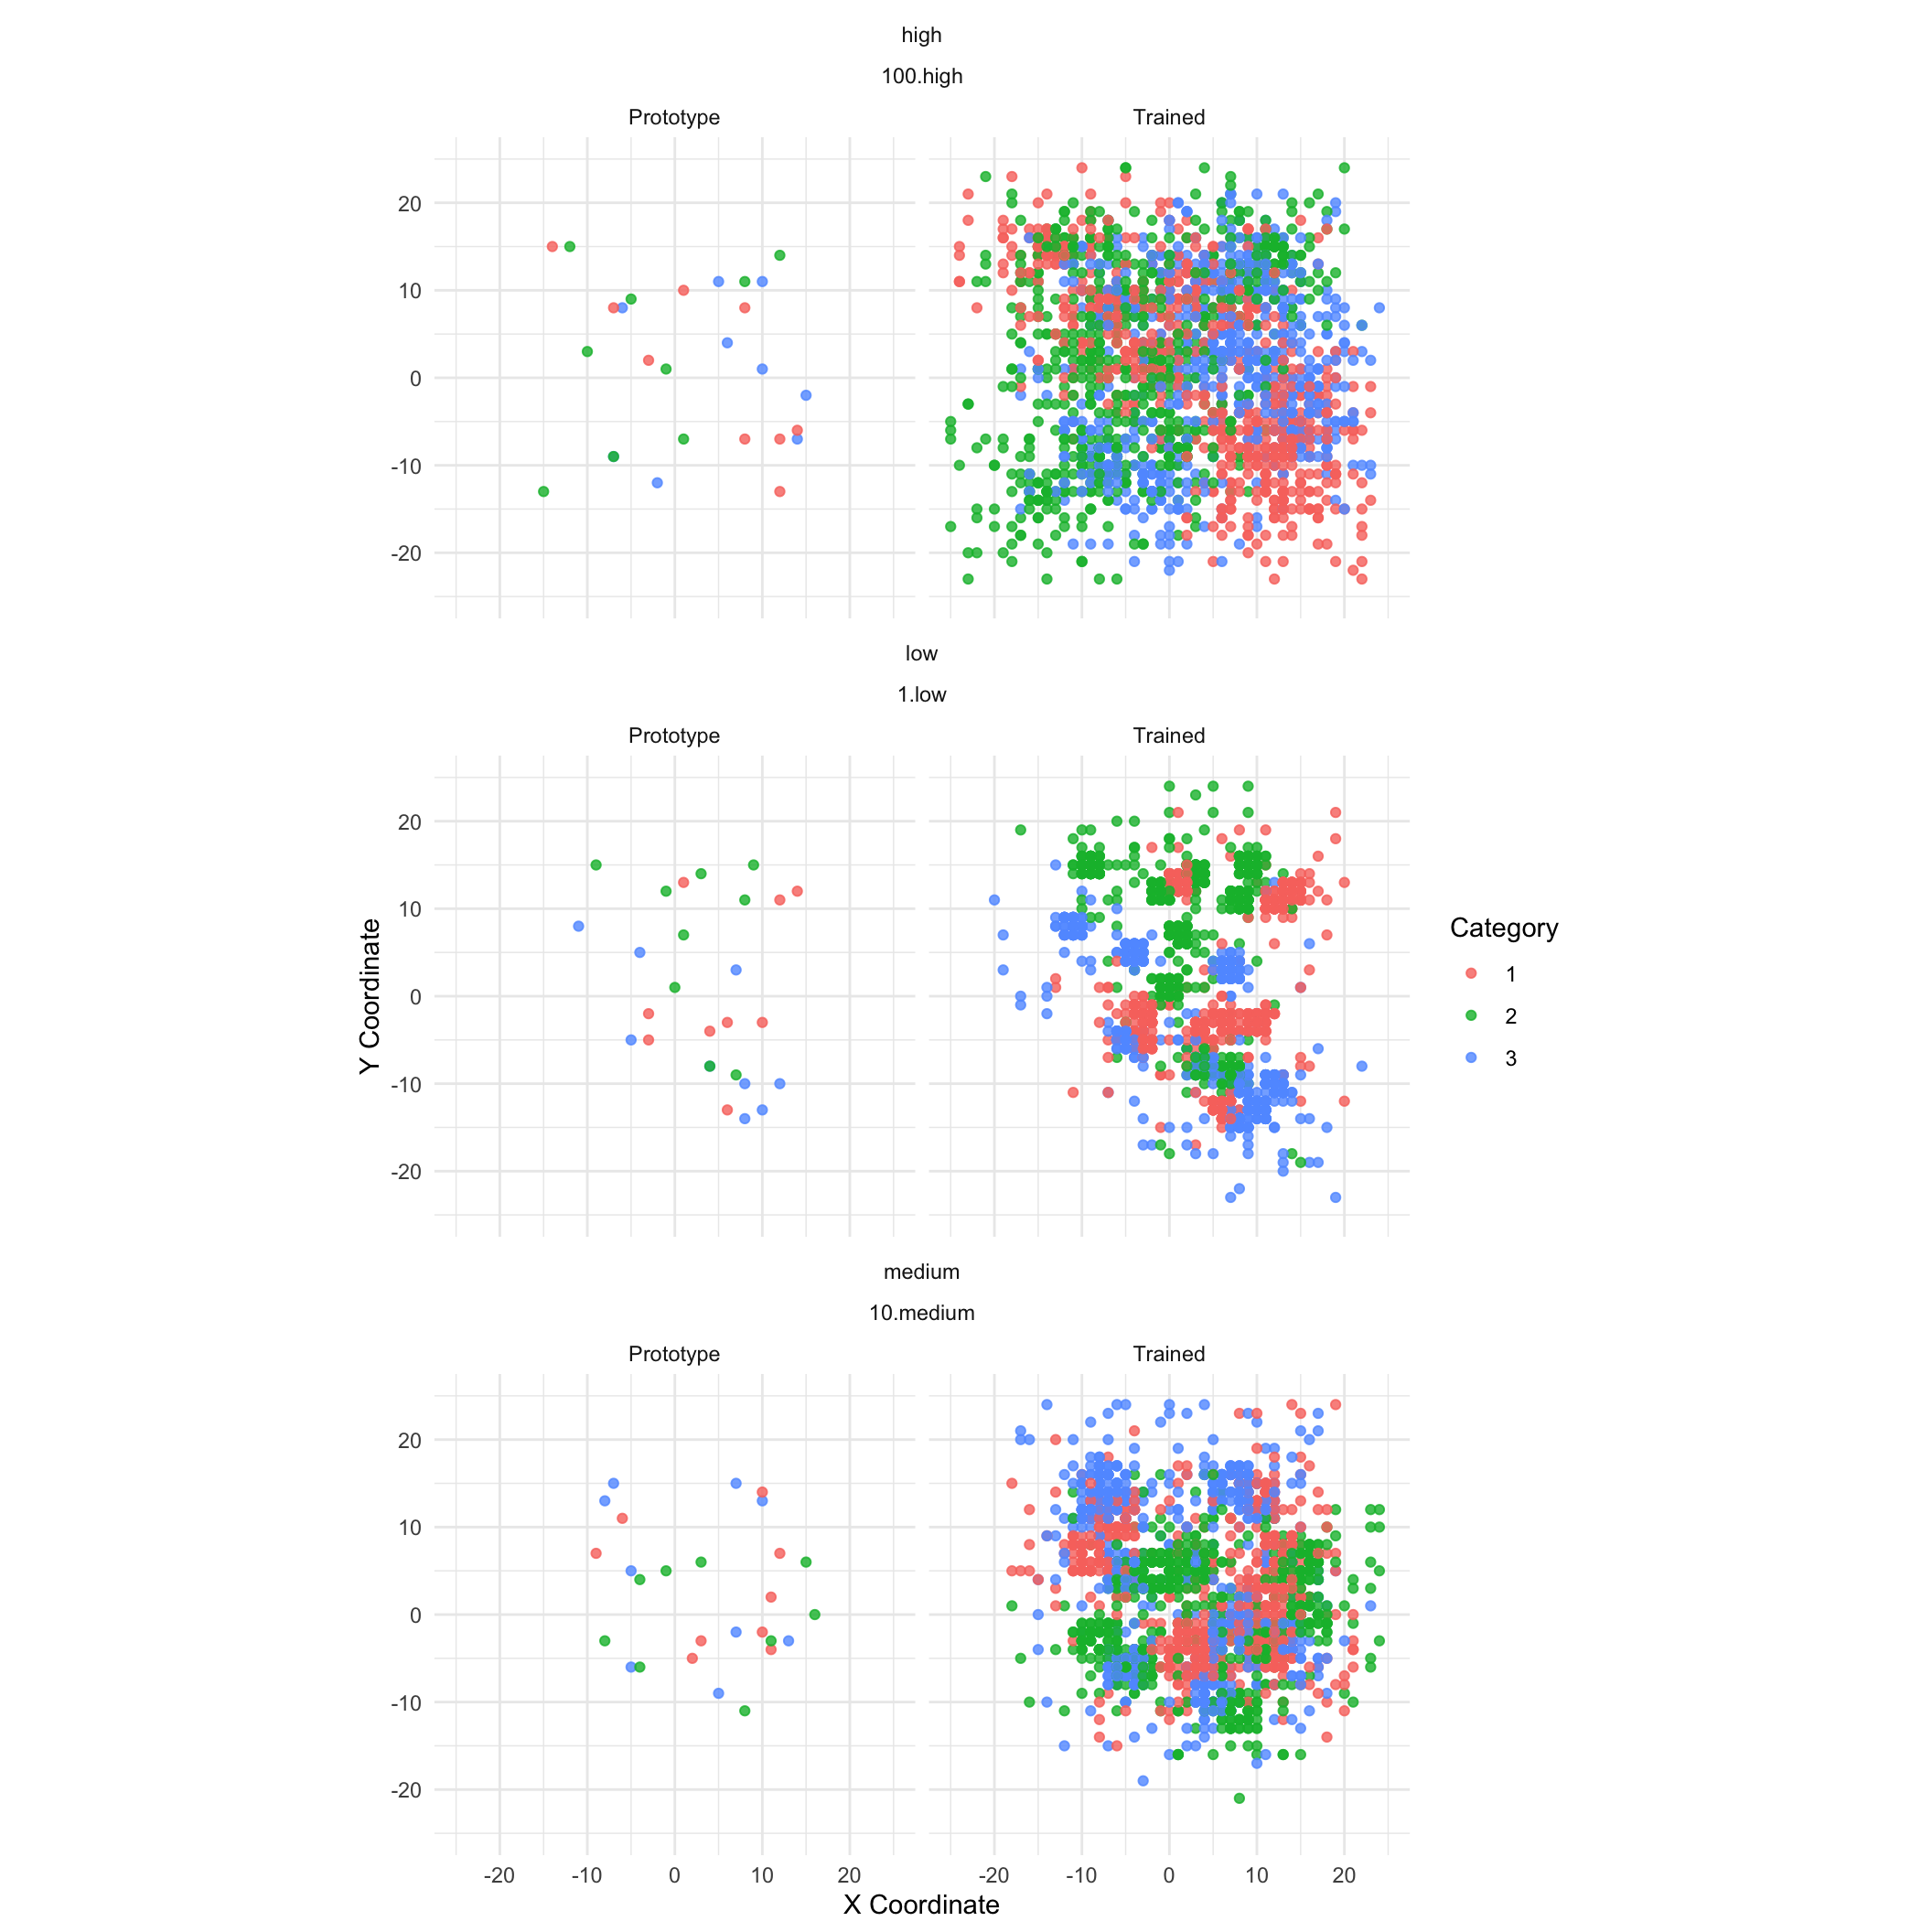 high
100.high
Prototype Trained
20
10
0
-10
-20
low
1.low
Prototype Trained
20
10
0
-10
-20
Y Coordinate
Category
1
2
3
medium
10.medium
Prototype Trained
20
10
0
-10
-20
-20 -10 0 10 20 -20 -10 0 10 20
X Coordinate